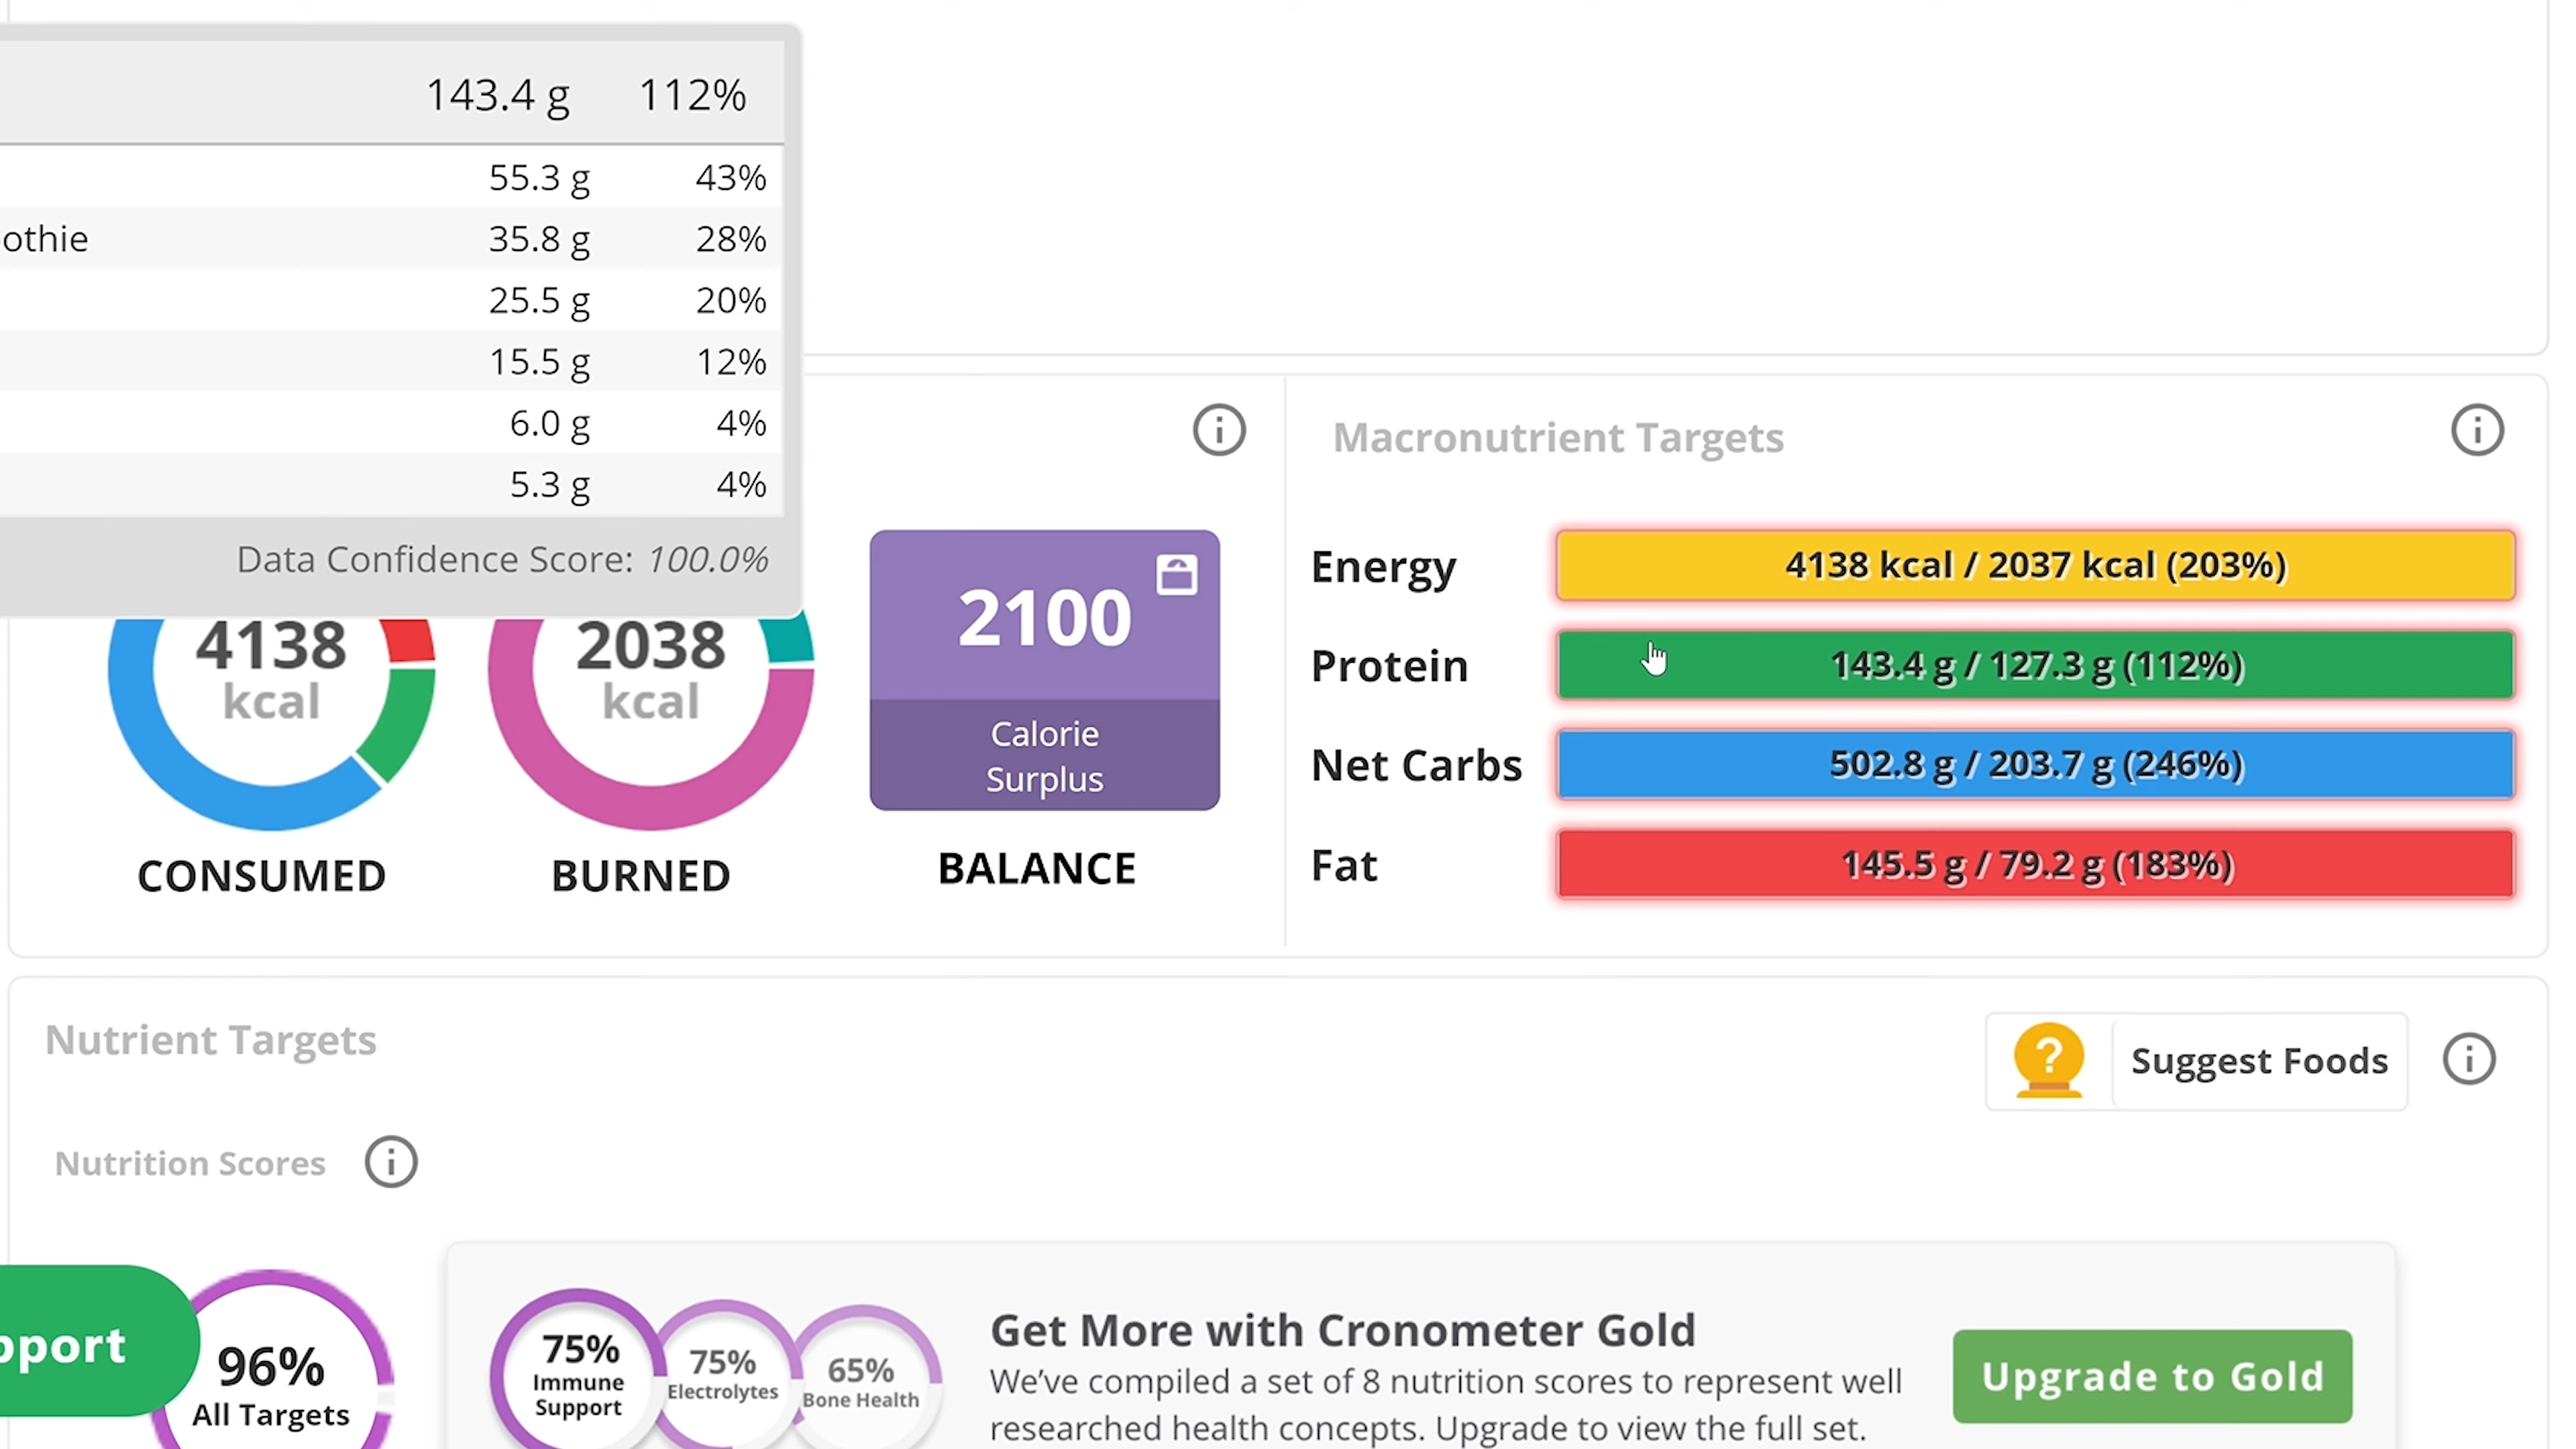 143.4 g 112%
55.3 g 43%
othie 35.8 g 28%
25.5 g 20%
15.5 g 12%
6.0 g 4%
5.3 g 4%
Data Confidence Score: 100.0%
4138
kcal
CONSUMED
2038
kcal
BURNED
2100
Calorie
Surplus
BALANCE
Macronutrient Targets
Energy 4138 kcal / 2037 kcal (203%)
Protein 143.4 g / 127.3 g (112%)
Net Carbs 502.8 g / 203.7 g (246%)
Fat 145.5 g / 79.2 g (183%)
Nutrient Targets
? Suggest Foods
Nutrition Scores
pport
96%
All Targets
75%
Immune
Support
75%
Electrolytes
65%
Bone Health
Get More with Cronometer Gold
We've compiled a set of 8 nutrition scores to represent well
researched health concepts. Upgrade to view the full set.
Upgrade to Gold